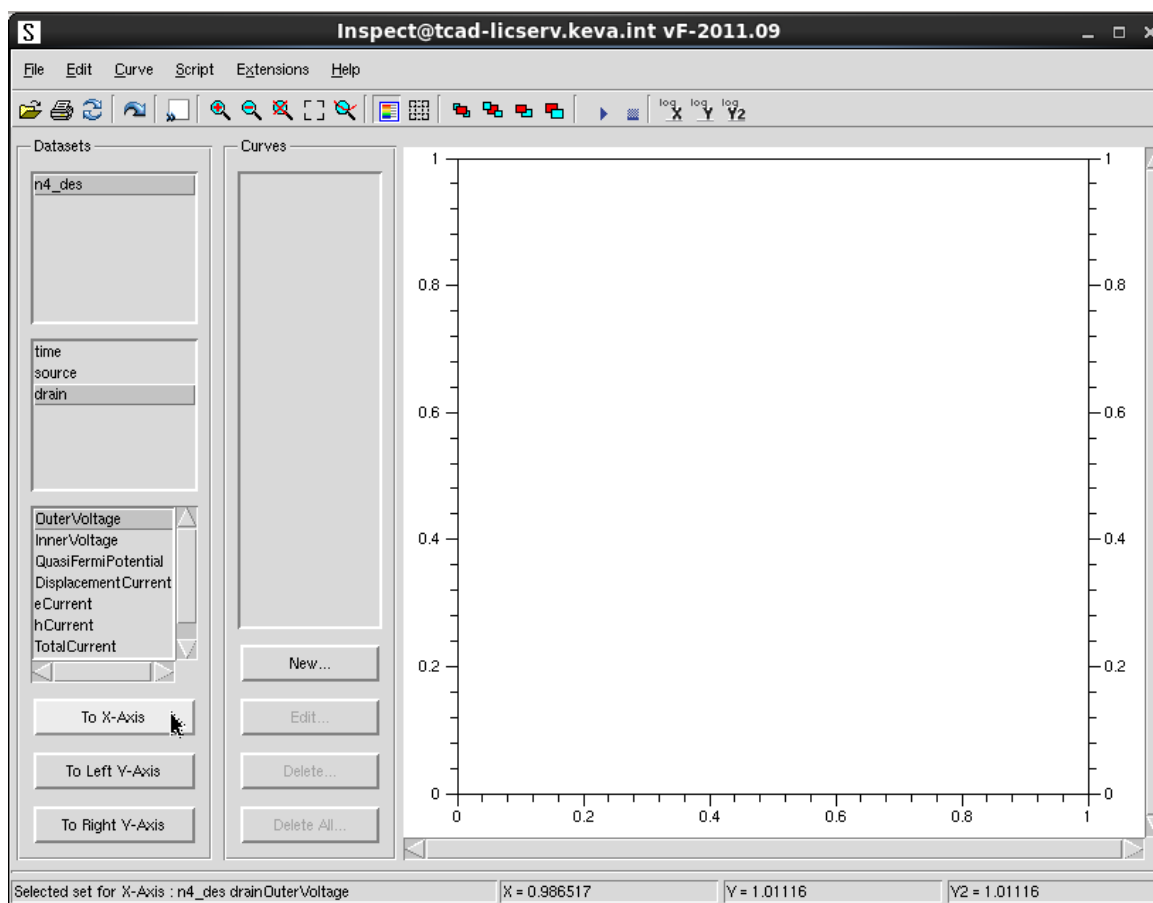 S Inspect@tcad-licserv.keva.int vF-2011.09
File Edit Curve Script Extensions Help
log X log Y log Y2
Datasets
n4_des
time
source
drain
OuterVoltage
InnerVoltage
QuasiFermiPotential
DisplacementCurrent
eCurrent
hCurrent
TotalCurrent
To X-Axis
To Left Y-Axis
To Right Y-Axis
Curves
New...
Edit...
Delete...
Delete All...
1
0.8
0.6
0.4
0.2
0
0 0.2 0.4 0.6 0.8 1
1
0.8
0.6
0.4
0.2
0
Selected set for X-Axis : n4_des drainOuterVoltage X = 0.986517 Y = 1.01116 Y2 = 1.01116